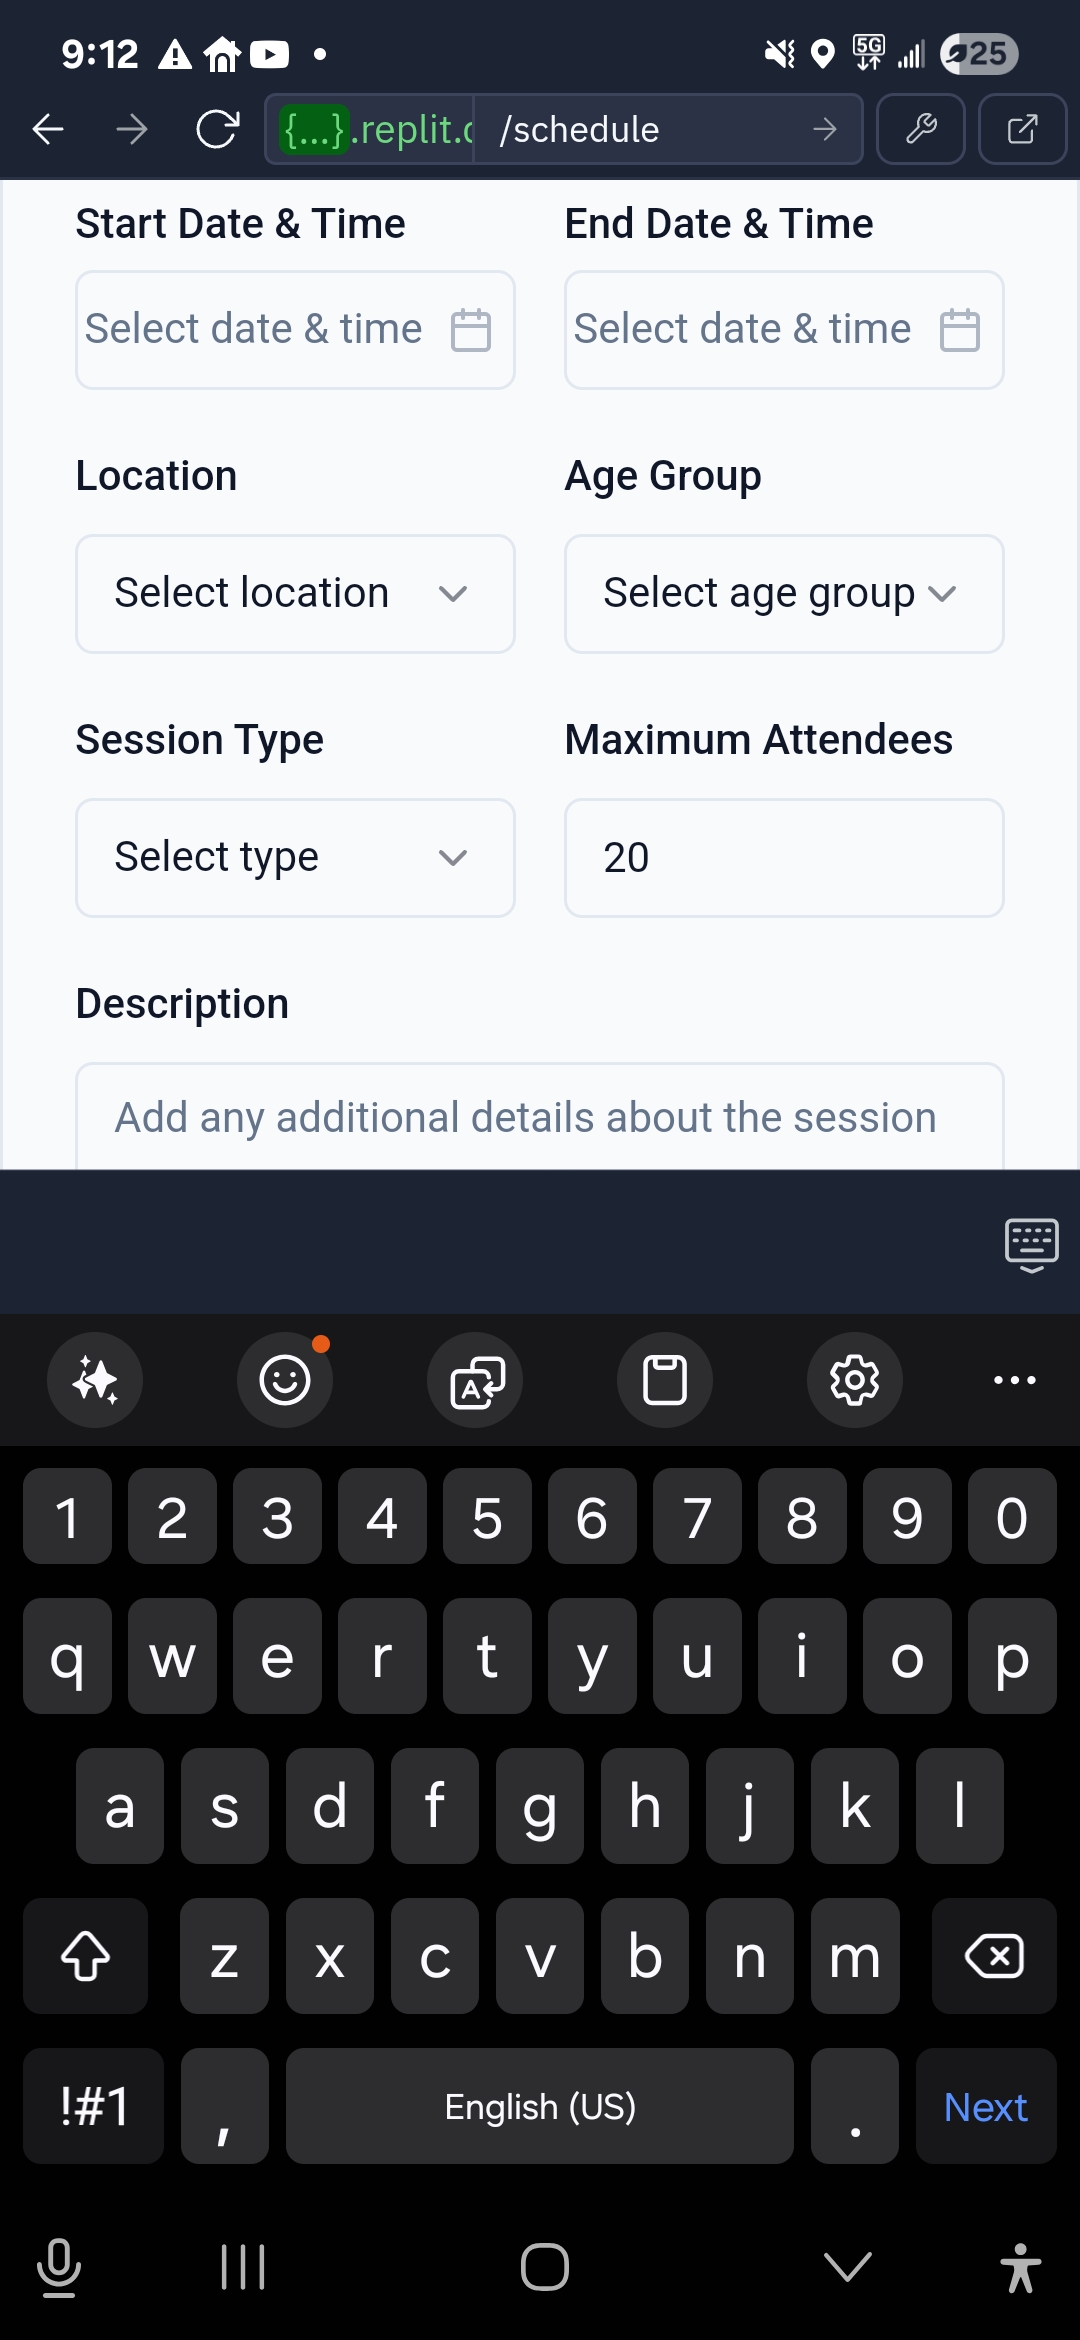 9:12 5G 25
{...}.replit.c /schedule
Start Date & Time End Date & Time
Select date & time Select date & time
Location Age Group
Select location Select age group
Session Type Maximum Attendees
Select type 20
Description
Add any additional details about the session
A
1 2 3 4 5 6 7 8 9 0
q w e r t y u i o p
a s d f g h j k l
z x c v b n m
!#1 , English (US) . Next